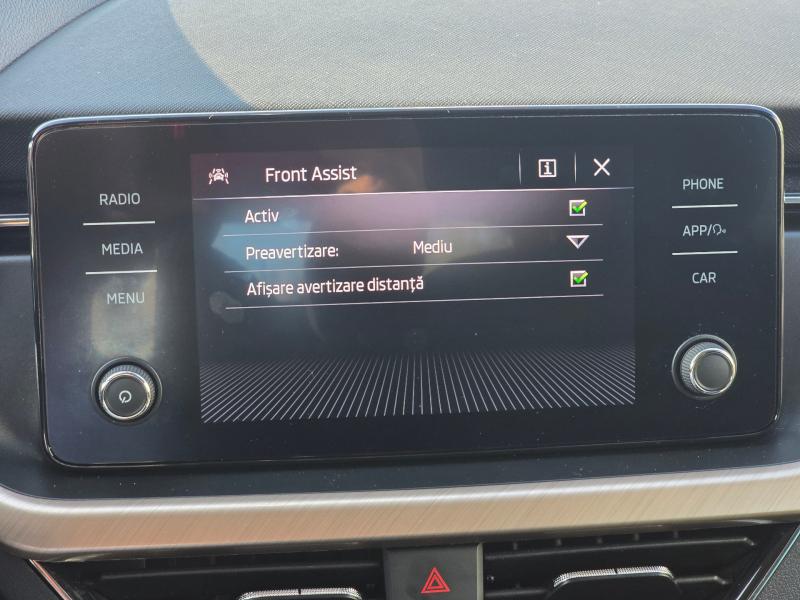 Front Assist
RADIO
MEDIA
MENU
Activ
Preavertizare: Mediu
Afișare avertizare distanță
PHONE
APP/
CAR